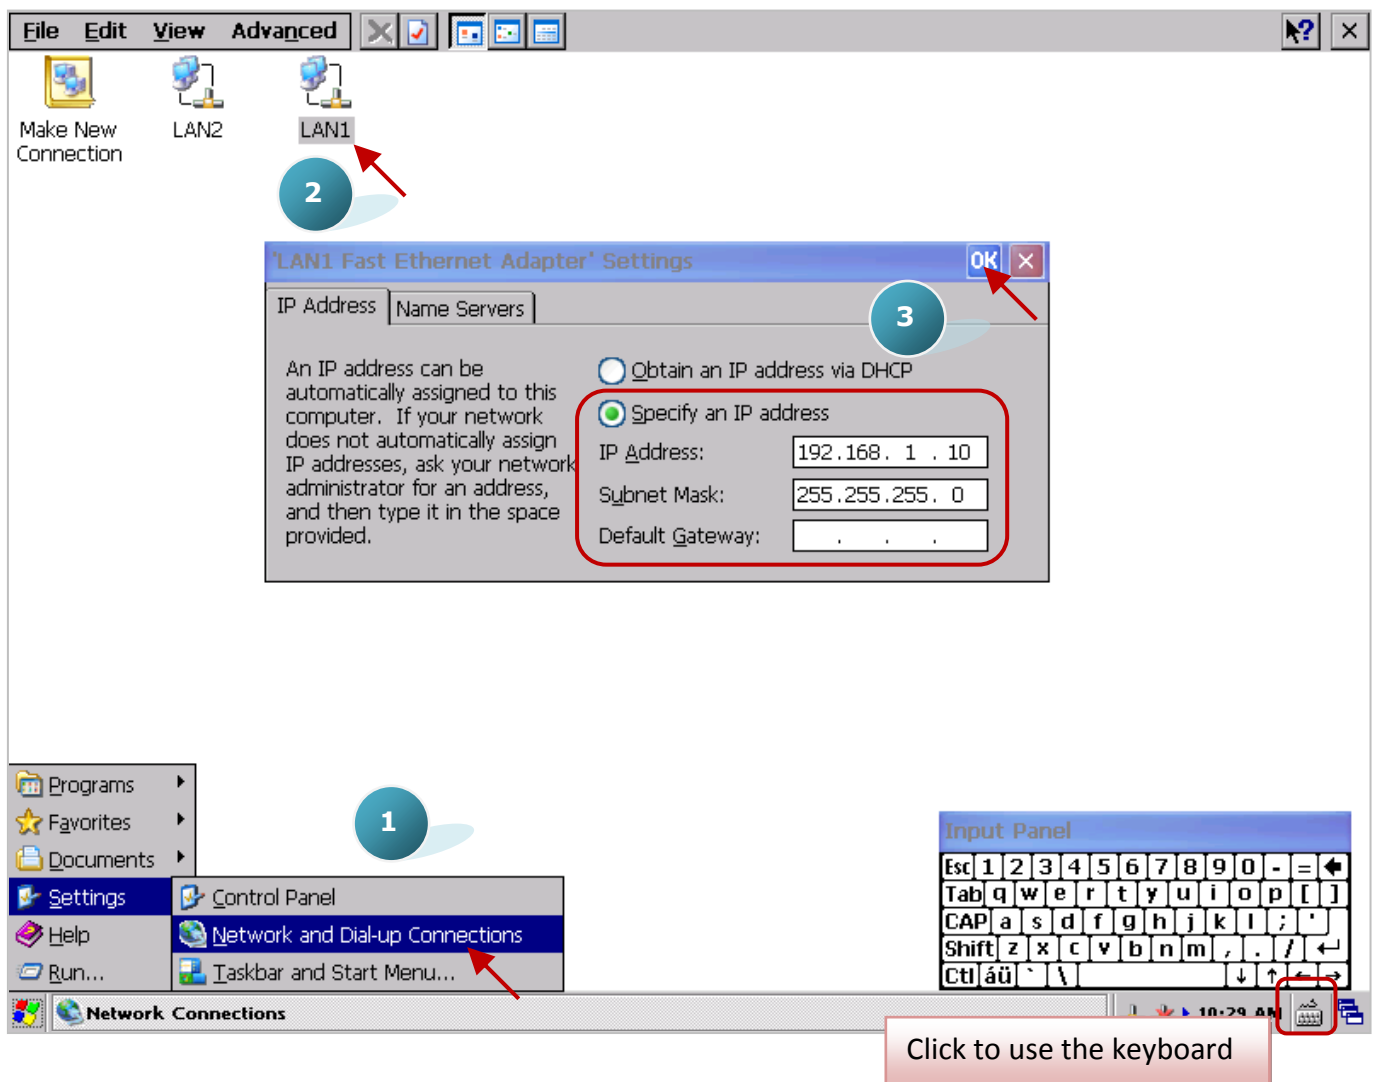 File Edit View Advanced
?
Make New
Connection
LAN2
LAN1
2
'LAN1 Fast Ethernet Adapter' Settings
OK
IP Address
Name Servers
3
An IP address can be
automatically assigned to this
computer. If your network
does not automatically assign
IP addresses, ask your network
administrator for an address,
and then type it in the space
provided.
Obtain an IP address via DHCP
Specify an IP address
IP Address: 192.168. 1 . 10
Subnet Mask: 255.255.255. 0
Default Gateway: . . .
Programs
Favorites
Documents
Settings
Help
Run...
1
Control Panel
Network and Dial-up Connections
Taskbar and Start Menu...
Input Panel
Esc 1 2 3 4 5 6 7 8 9 0 - =
Tab q w e r t y u i o p [ ]
CAP a s d f g h j k l ; '
Shift z x c v b n m , . /
Ctl áü ` \ ↓ ↑ ← →
Network Connections
10:29 AM
Click to use the keyboard